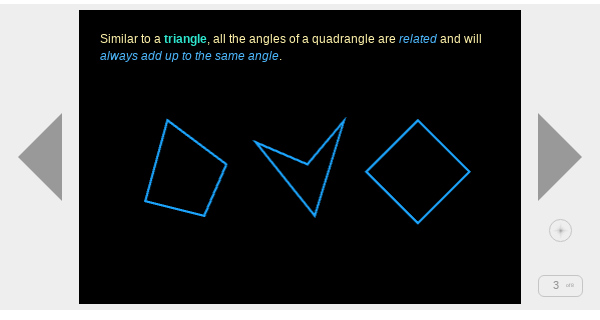 Similar to a triangle, all the angles of a quadrangle are related and will
always add up to the same angle.
3